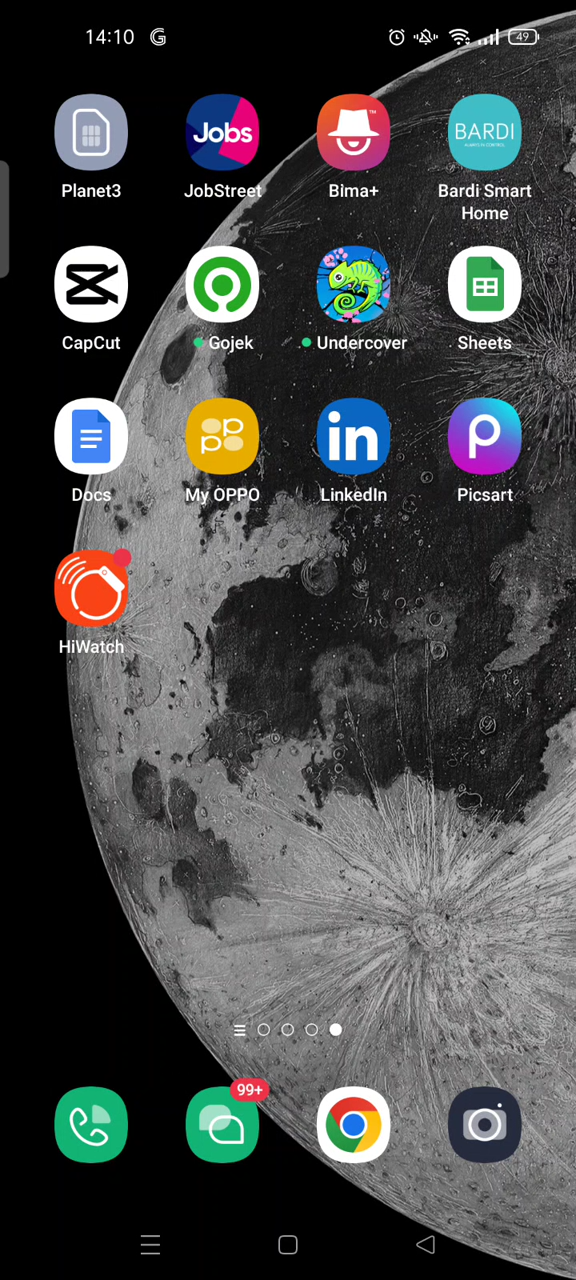 14:10
49
Jobs
BARDI
Planet3
JobStreet
Bima+
Bardi Smart
Home
CapCut
Gojek
Undercover
Sheets
in
Docs
My OPPO
LinkedIn
Picsart
HiWatch
99+